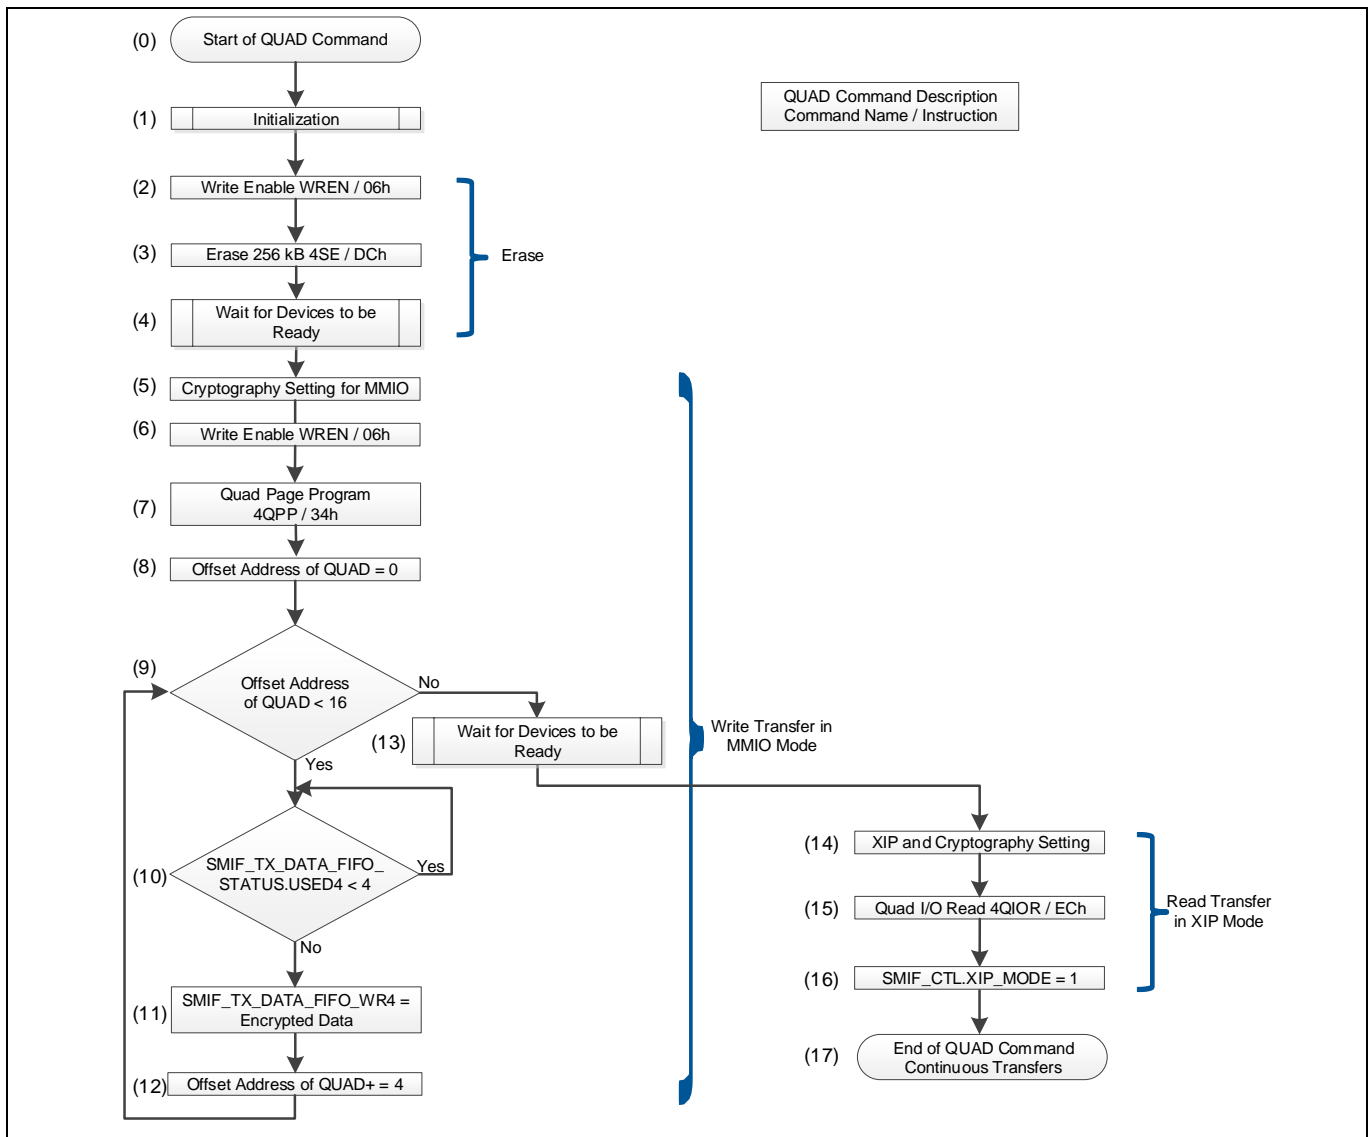 (0)
Start of QUAD Command
QUAD Command Description
Command Name / Instruction
(1)
Initialization
(2)
Write Enable WREN / 06h
(3)
Erase 256 kB 4SE / DCh
Erase
(4)
Wait for Devices to be
Ready
(5)
Cryptography Setting for MMIO
(6)
Write Enable WREN / 06h
(7)
Quad Page Program
4QPP / 34h
(8)
Offset Address of QUAD = 0
(9)
Offset Address
of QUAD < 16
No
Yes
(13)
Wait for Devices to be
Ready
Write Transfer in
MMIO Mode
(10)
SMIF_TX_DATA_FIFO_
STATUS.USED4 < 4
Yes
No
(11)
SMIF_TX_DATA_FIFO_WR4 =
Encrypted Data
(12)
Offset Address of QUAD+ = 4
(14)
XIP and Cryptography Setting
(15)
Quad I/O Read 4QIOR / ECh
Read Transfer
in XIP Mode
(16)
SMIF_CTL.XIP_MODE = 1
(17)
End of QUAD Command
Continuous Transfers